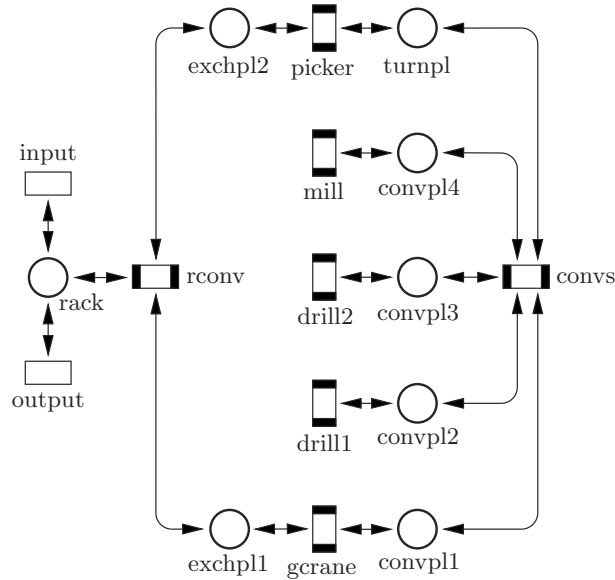 exchpl2
picker
turnpl
input
mill
convpl4
rack
rconv
drill2
convpl3
convs
output
drill1
convpl2
exchpl1
gcrane
convpl1